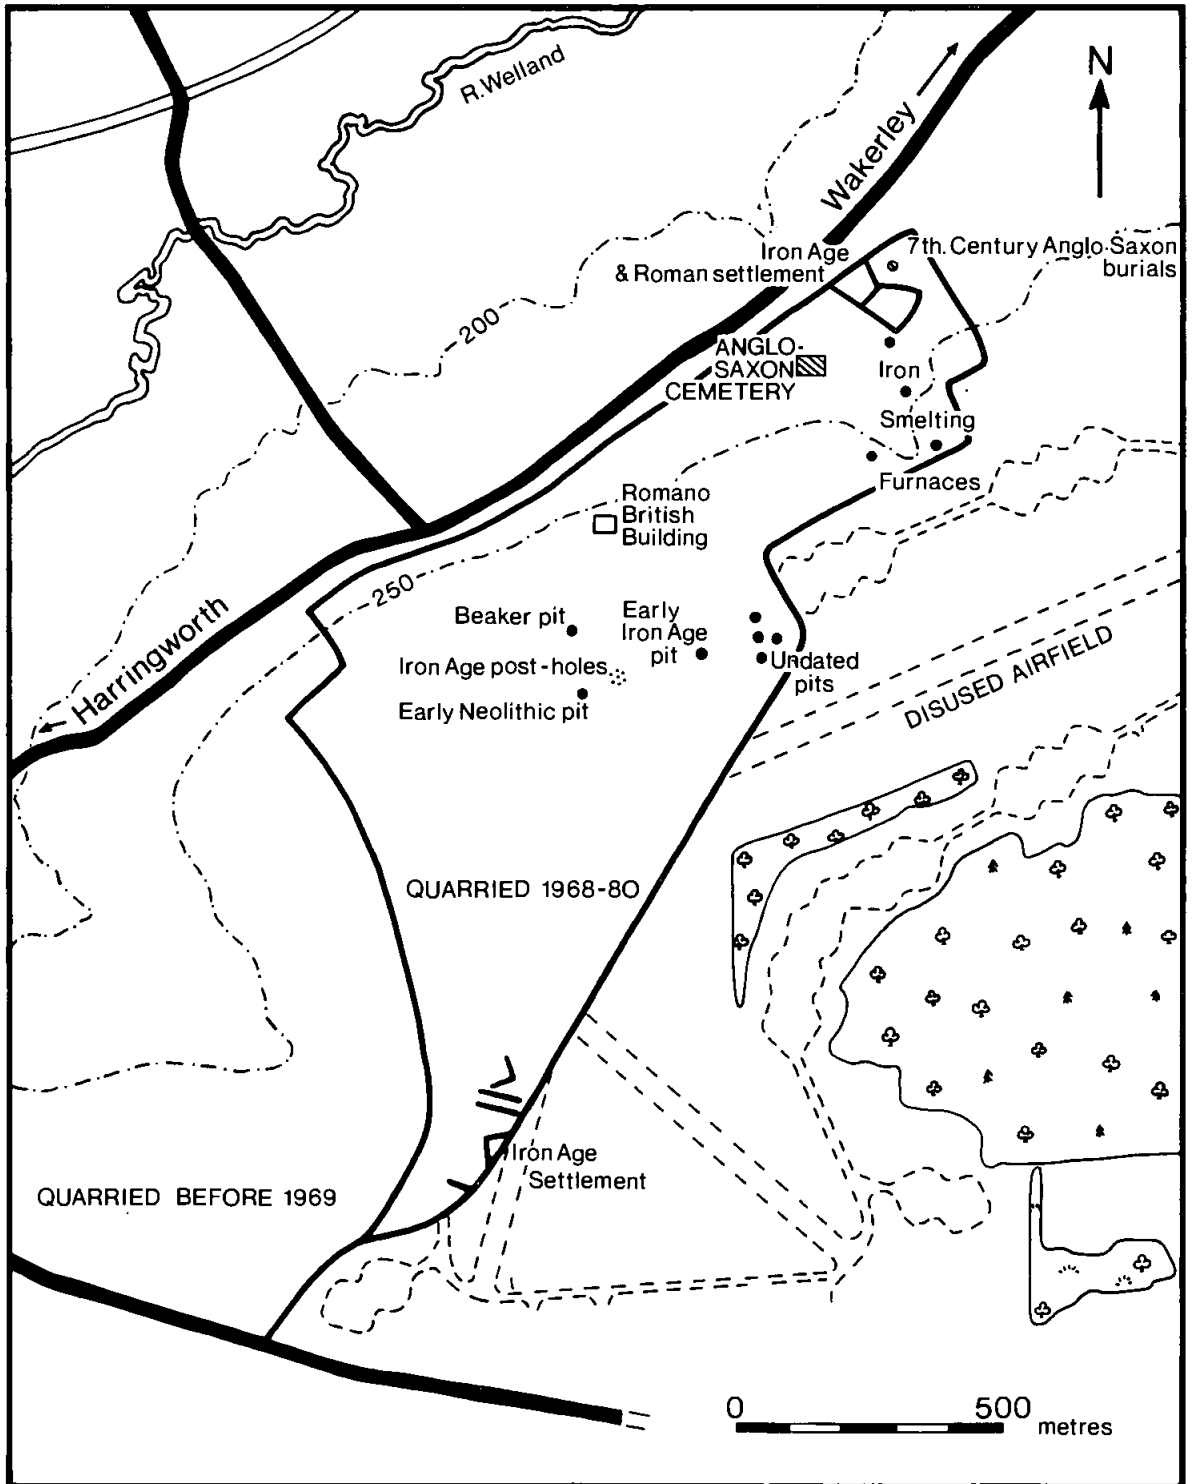 R. Welland
N
Wakerley
Iron Age
& Roman settlement
7th. Century Anglo-Saxon
burials
200
ANGLO-
SAXON
CEMETERY
Iron
Smelting
Furnaces
Romano
British
Building
250
Harringworth
Beaker pit
Early
Iron Age
pit
Iron Age post-holes
Early Neolithic pit
Undated
pits
DISUSED AIRFIELD
QUARRIED 1968-80
Iron Age
Settlement
QUARRIED BEFORE 1969
0 500 metres